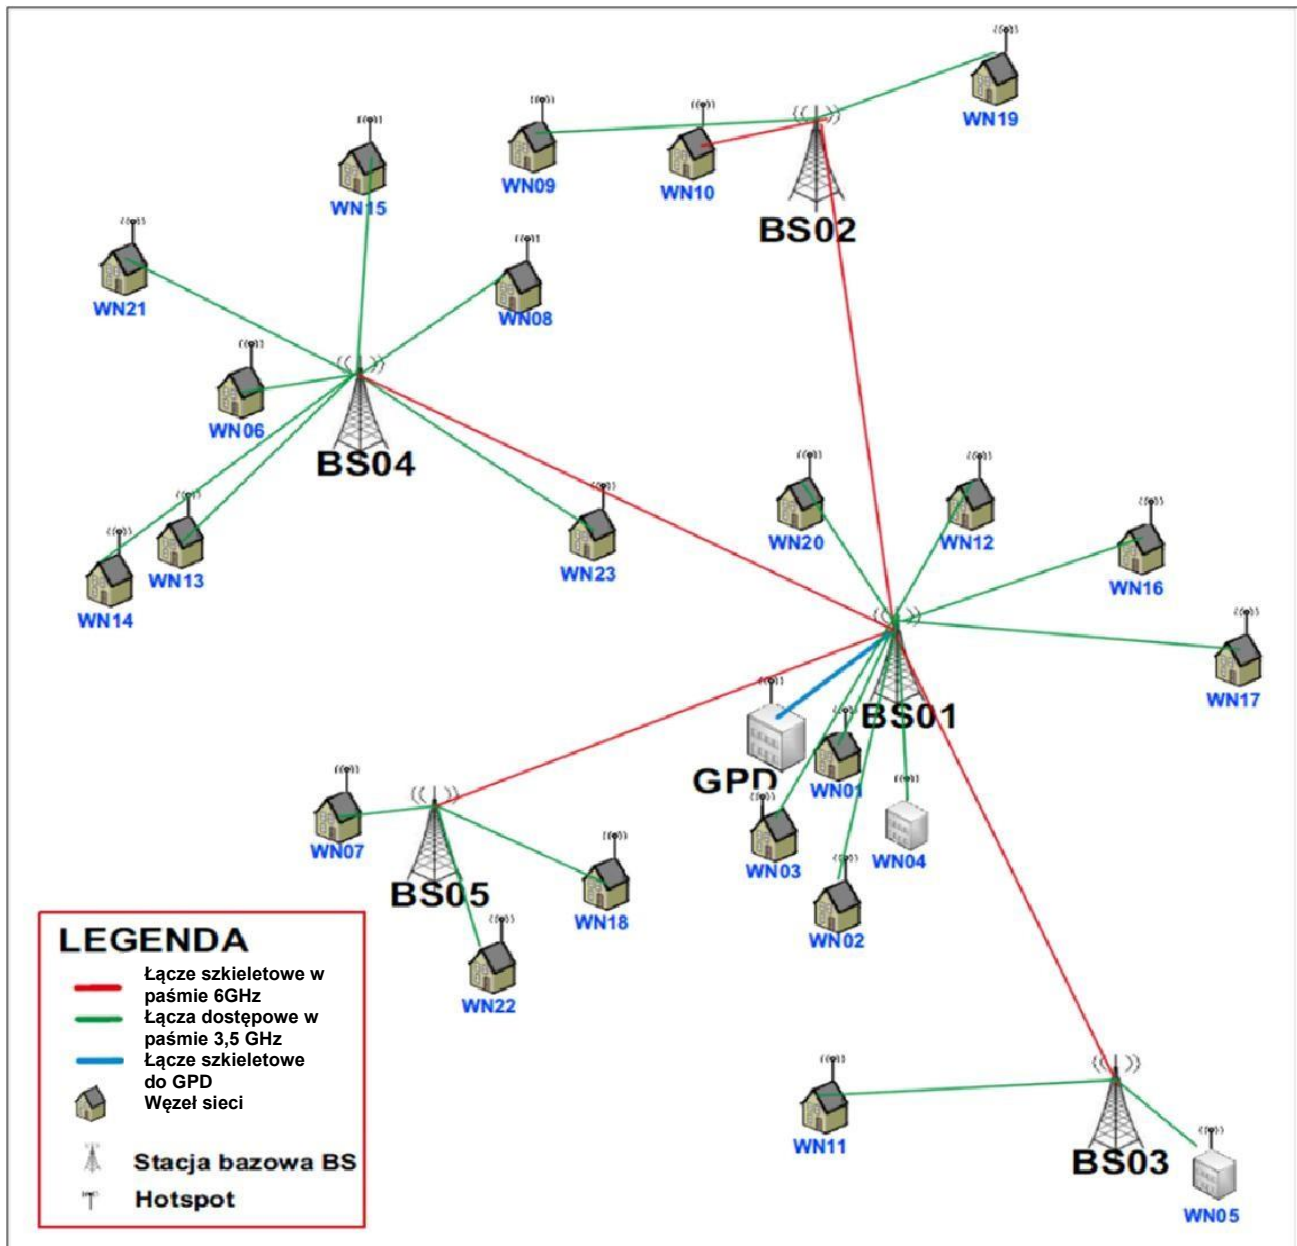 WN19
WN09
WN10
WN15
BS02
WN21
WN08
WN06
BS04
WN20
WN12
WN13
WN23
WN16
WN14
WN17
BS01
GPD
WN01
WN07
WN03
WN04
BS05
WN18
WN02
WN22
LEGENDA
Łącze szkieletowe w
paśmie 6GHz
Łącza dostępowe w
paśmie 3,5 GHz
Łącze szkieletowe
do GPD
Węzeł sieci
Stacja bazowa BS
Hotspot
WN11
BS03
WN05